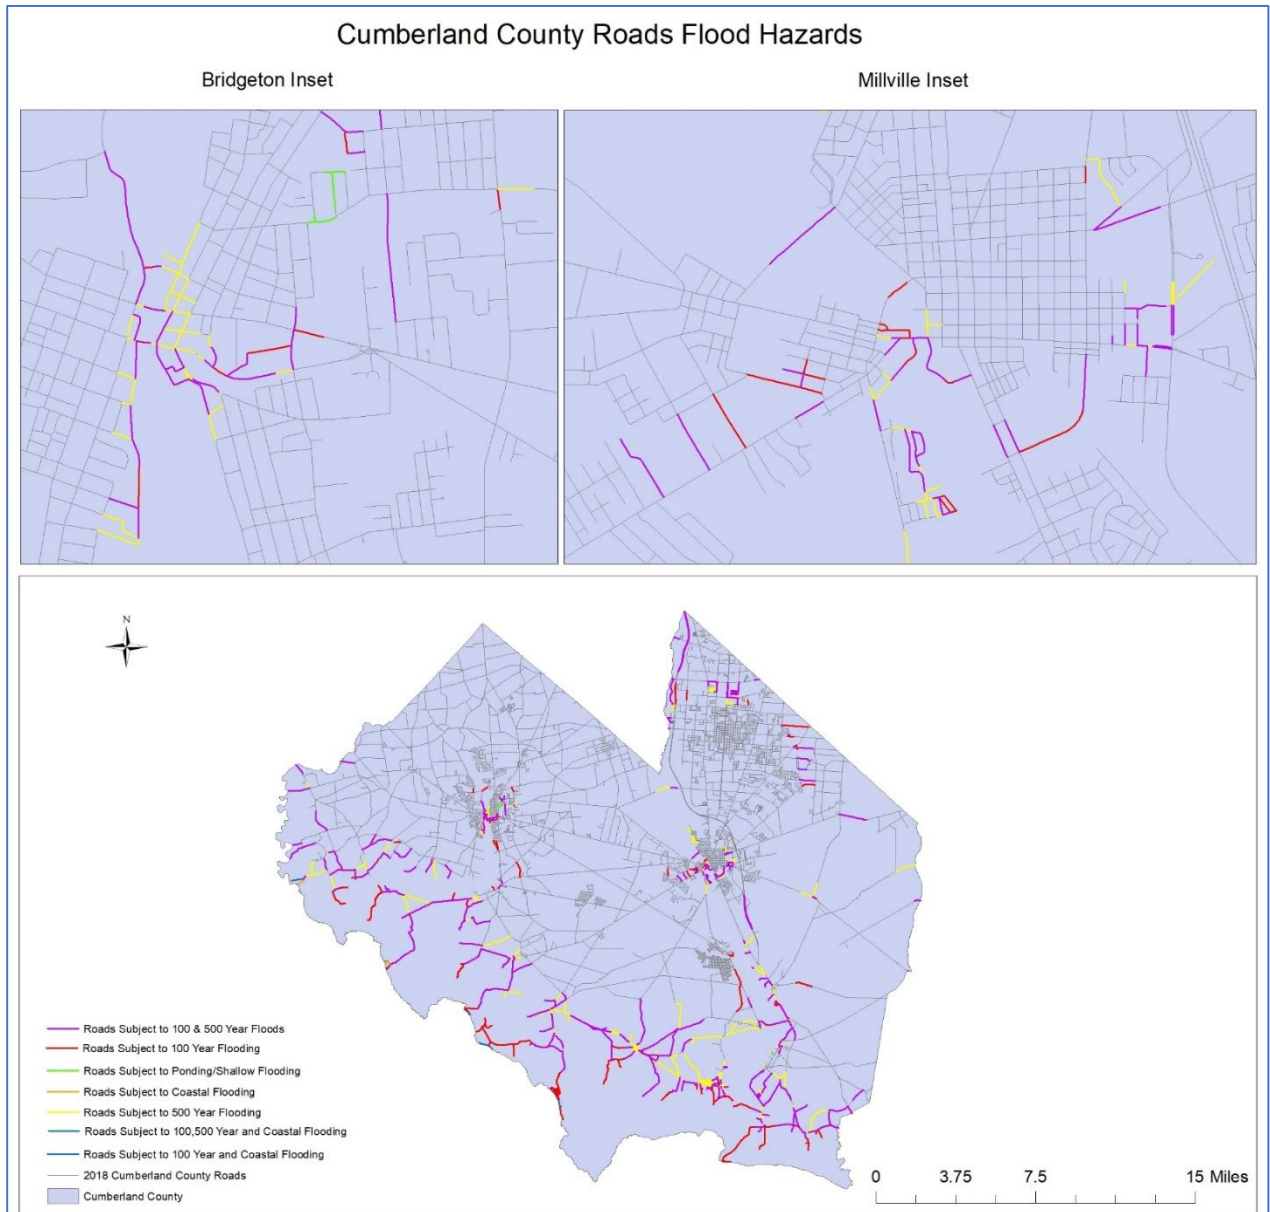 Cumberland County Roads Flood Hazards
Bridgeton Inset
Millville Inset
N
Roads Subject to 100 & 500 Year Floods
Roads Subject to 100 Year Flooding
Roads Subject to Ponding/Shallow Flooding
Roads Subject to Coastal Flooding
Roads Subject to 500 Year Flooding
Roads Subject to 100,500 Year and Coastal Flooding
Roads Subject to 100 Year and Coastal Flooding
2018 Cumberland County Roads
Cumberland County
0 3.75 7.5 15 Miles